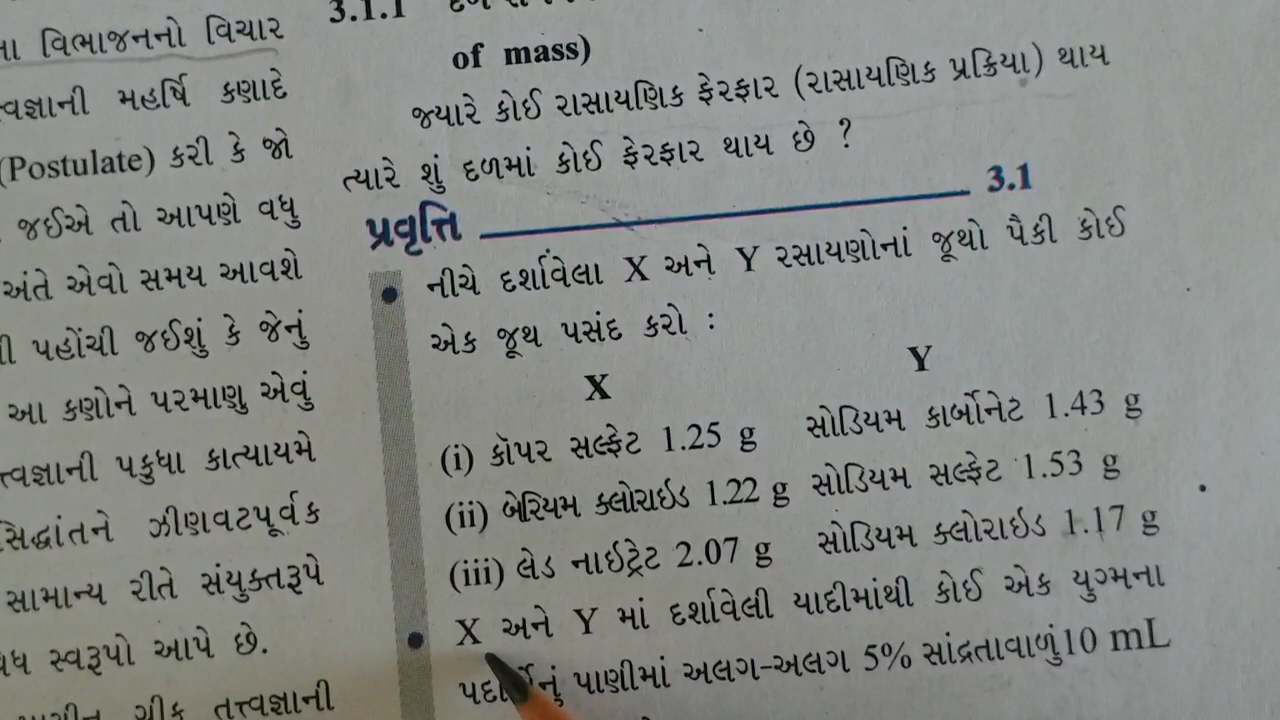 વિભાજનનો વિચાર
મહર્ષિ કણાદે
(Postulate) કરી કે જો
જઈએ તો આપણે વધુ
અંતે એવો સમય આવશે
પહોંચી જઈશું કે જેનું
આ કણોને પરમાણુ એવું
પકુધા કાત્યાયમે
ઝીણવટપૂર્વક
સામાન્ય રીતે સંયુક્તરૂપે
સ્વરૂપો આપે છે.
ગ્રીક તત્ત્વજ્ઞાની
3.1.1
of mass)
જ્યારે કોઈ રાસાયણિક ફેરફાર (રાસાયણિક પ્રક્રિયા) થાય
ત્યારે શું દળમાં કોઈ ફેરફાર થાય છે ?
પ્રવૃત્તિ 3.1
• નીચે દર્શાવેલા X અને Y રસાયણોનાં જૂથો પૈકી કોઈ
એક જૂથ પસંદ કરો :
X Y
(i) કૉપર સલ્ફેટ 1.25 g સોડિયમ કાર્બોનેટ 1.43 g
(ii) બેરિયમ ક્લોરાઇડ 1.22 g સોડિયમ સલ્ફેટ 1.53 g
(iii) લેડ નાઈટ્રેટ 2.07 g સોડિયમ ક્લોરાઇડ 1.17 g
• X અને Y માં દર્શાવેલી યાદીમાંથી કોઈ એક યુગ્મના
પાણીમાં અલગ-અલગ 5% સાંદ્રતાવાળું 10 mL